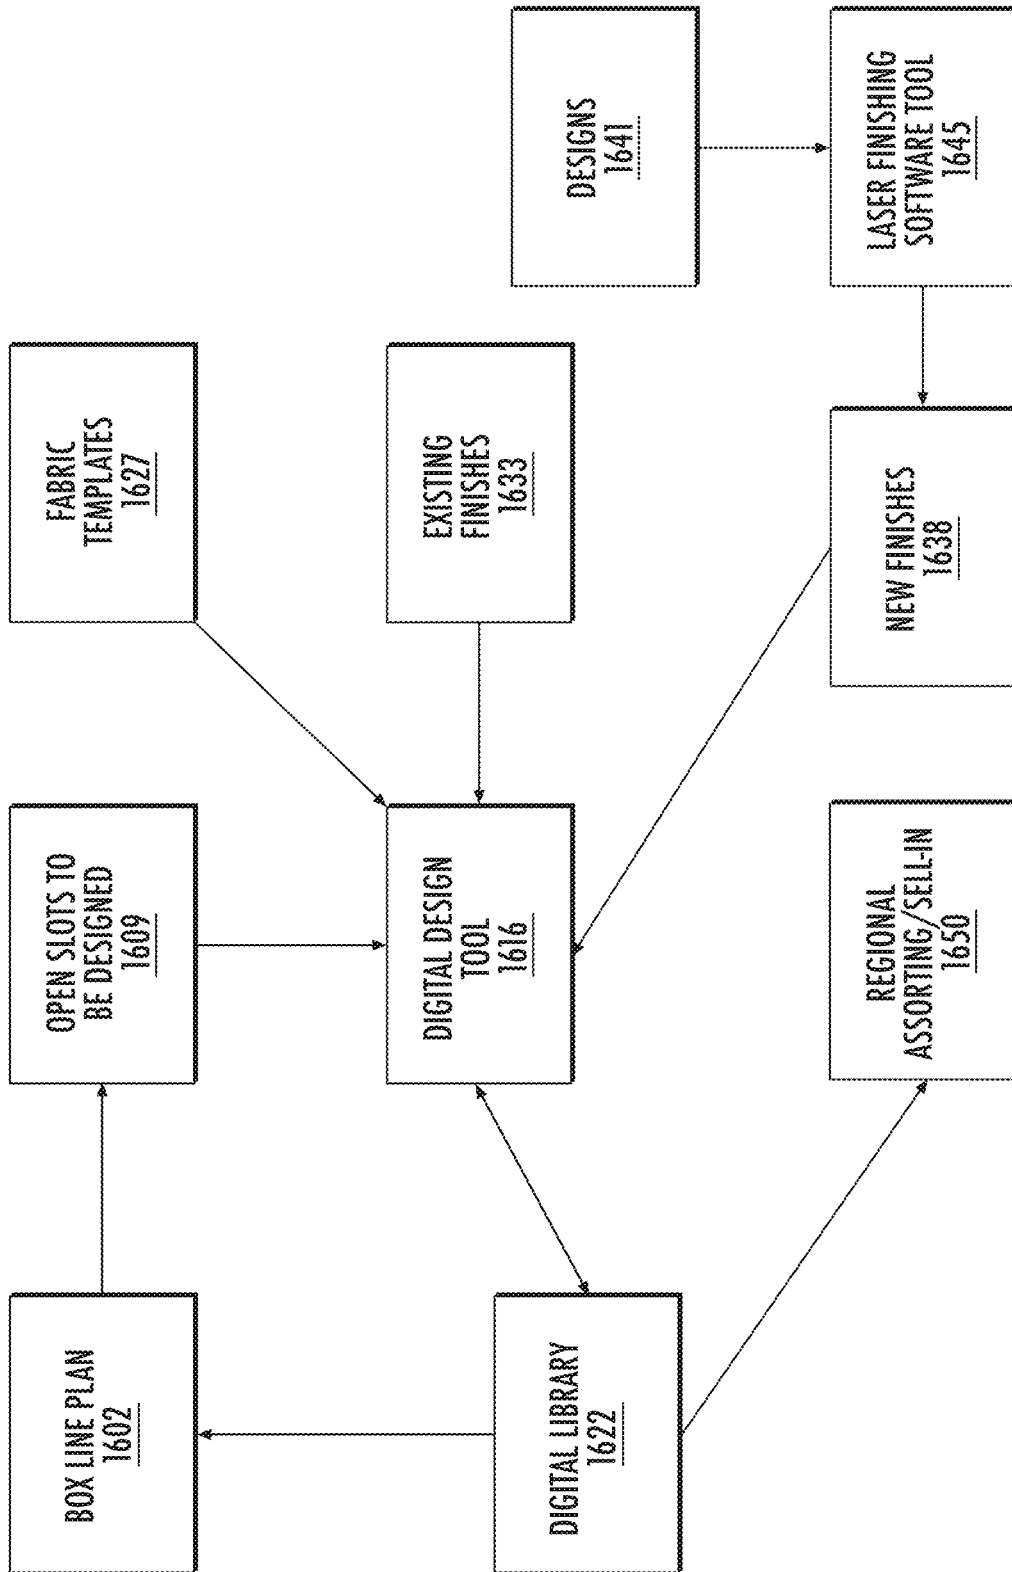 BOX LINE PLAN
1602
OPEN SLOTS TO
BE DESIGNED
1609
FABRIC
TEMPLATES
1627
DIGITAL DESIGN
TOOL
1616
EXISTING
FINISHES
1633
DIGITAL LIBRARY
1622
DESIGNS
1641
REGIONAL
ASSORTING/SELL-IN
1650
NEW FINISHES
1638
LASER FINISHING
SOFTWARE TOOL
1645